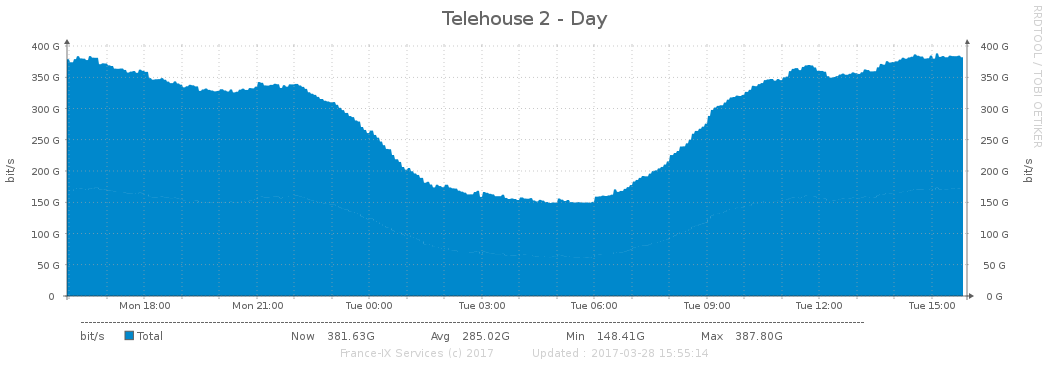 Telehouse 2 - Day
RRDTOOL / TOBI OETIKER
bit/s
400 G 400 G
350 G 350 G
300 G 300 G
250 G 250 G
200 G 200 G
150 G 150 G
100 G 100 G
50 G 50 G
0 0 G
bit/s
Mon 18:00 Mon 21:00 Tue 00:00 Tue 03:00 Tue 06:00 Tue 09:00 Tue 12:00 Tue 15:00
bit/s Total Now 381.63G Avg 285.02G Min 148.41G Max 387.80G
France-IX Services (c) 2017 Updated : 2017-03-28 15:55:14